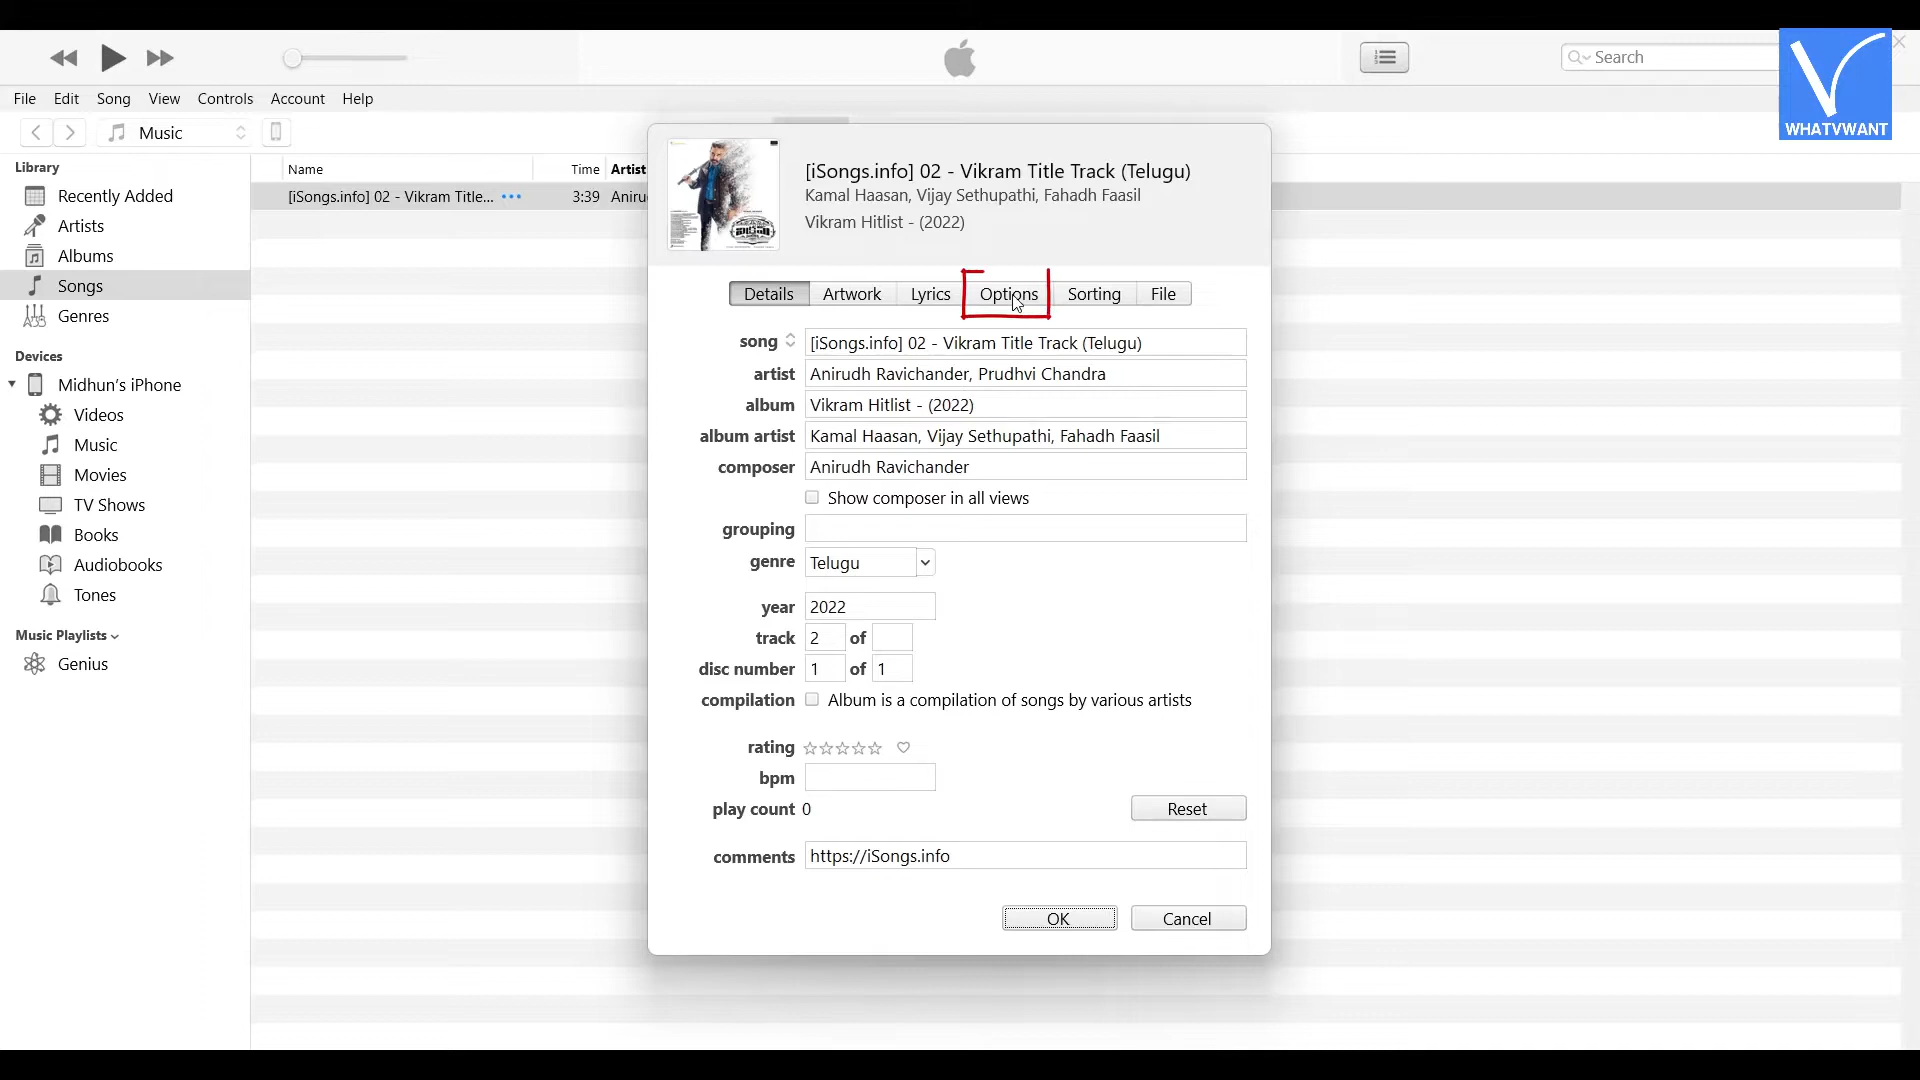 Search
WHATVWANT
File Edit Song View Controls Account Help
Music
Library
Recently Added
Artists
Albums
Songs
Genres
Devices
Midhun's iPhone
Videos
Music
Movies
TV Shows
Books
Audiobooks
Tones
Music Playlists
Genius
Name Time Artist
[iSongs.info] 02 - Vikram Title... 3:39 Aniru
[iSongs.info] 02 - Vikram Title Track (Telugu)
Kamal Haasan, Vijay Sethupathi, Fahadh Faasil
Vikram Hitlist - (2022)
Details Artwork Lyrics Options Sorting File
song [iSongs.info] 02 - Vikram Title Track (Telugu)
artist Anirudh Ravichander, Prudhvi Chandra
album Vikram Hitlist - (2022)
album artist Kamal Haasan, Vijay Sethupathi, Fahadh Faasil
composer Anirudh Ravichander
Show composer in all views
grouping
genre Telugu
year 2022
track 2 of
disc number 1 of 1
compilation Album is a compilation of songs by various artists
rating
bpm
play count 0 Reset
comments https://iSongs.info
OK Cancel